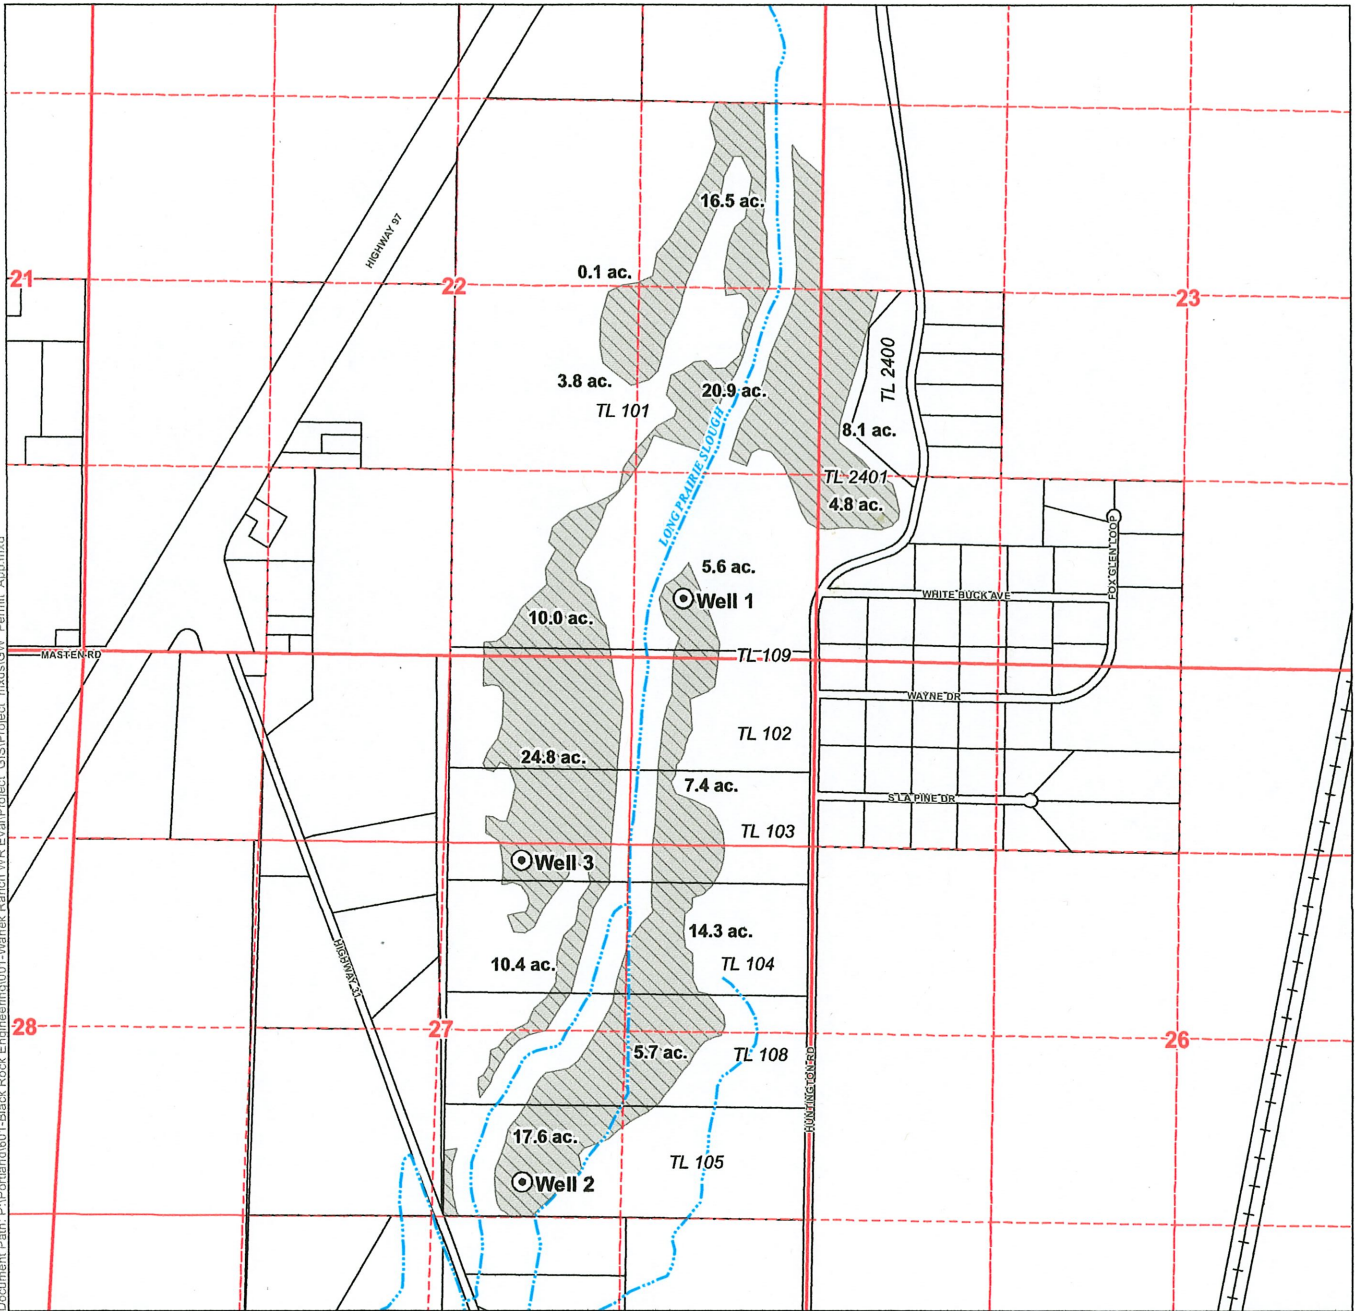 HIGHWAY 97
16.5 ac.
0.1 ac.
21
22
23
3.8 ac.
TL 101
20.9 ac.
TL 2400
8.1 ac.
LONG PRAIRIE SLOUGH
TL 2401
4.8 ac.
5.6 ac.
Well 1
10.0 ac.
WHITE BUCK AVE
FOX GLEN LOOP
MASTEN RD
TL 109
WAYNE DR
TL 102
24.8 ac.
7.4 ac.
S LA PINE DR
TL 103
Well 3
14.3 ac.
10.4 ac.
TL 104
HIGHWAY 31
28
27
26
5.7 ac.
TL 108
HUNTINGTON RD
17.6 ac.
TL 105
Well 2